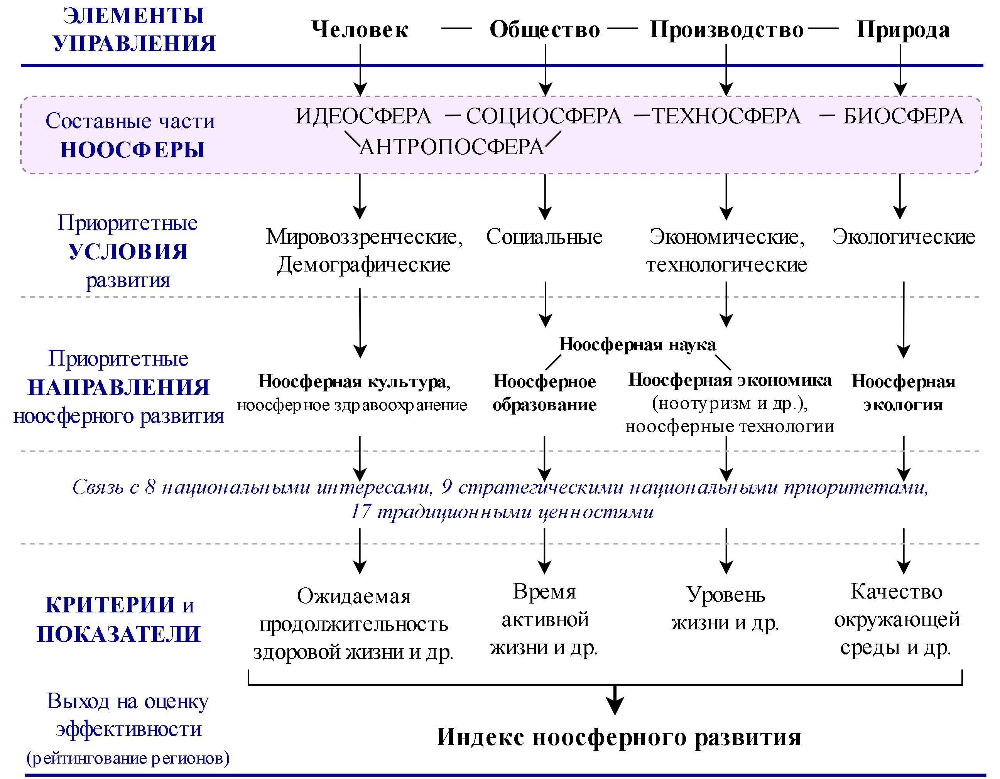 ЭЛЕМЕНТЫ
УПРАВЛЕНИЯ
Человек — Общество — Производство — Природа
Составные части
НООСФЕРЫ
ИДЕОСФЕРА — СОЦИОСФЕРА — ТЕХНОСФЕРА — БИОСФЕРА
АНТРОПОСФЕРА
Приоритетные
УСЛОВИЯ
развития
Мировоззренческие,
Демографические
Социальные
Экономические,
технологические
Экологические
Приоритетные
НАПРАВЛЕНИЯ
ноосферного развития
Ноосферная наука
Ноосферная культура,
ноосферное здравоохранение
Ноосферное
образование
Ноосферная экономика
(ноотуризм и др.),
ноосферные технологии
Ноосферная
экология
Связь с 8 национальными интересами, 9 стратегическими национальными приоритетами,
17 традиционными ценностями
КРИТЕРИИ и
ПОКАЗАТЕЛИ
Ожидаемая
продолжительность
здоровой жизни и др.
Время
активной
жизни и др.
Уровень
жизни и др.
Качество
окружающей
среды и др.
Выход на оценку
эффективности
(рейтингование регионов)
Индекс ноосферного развития